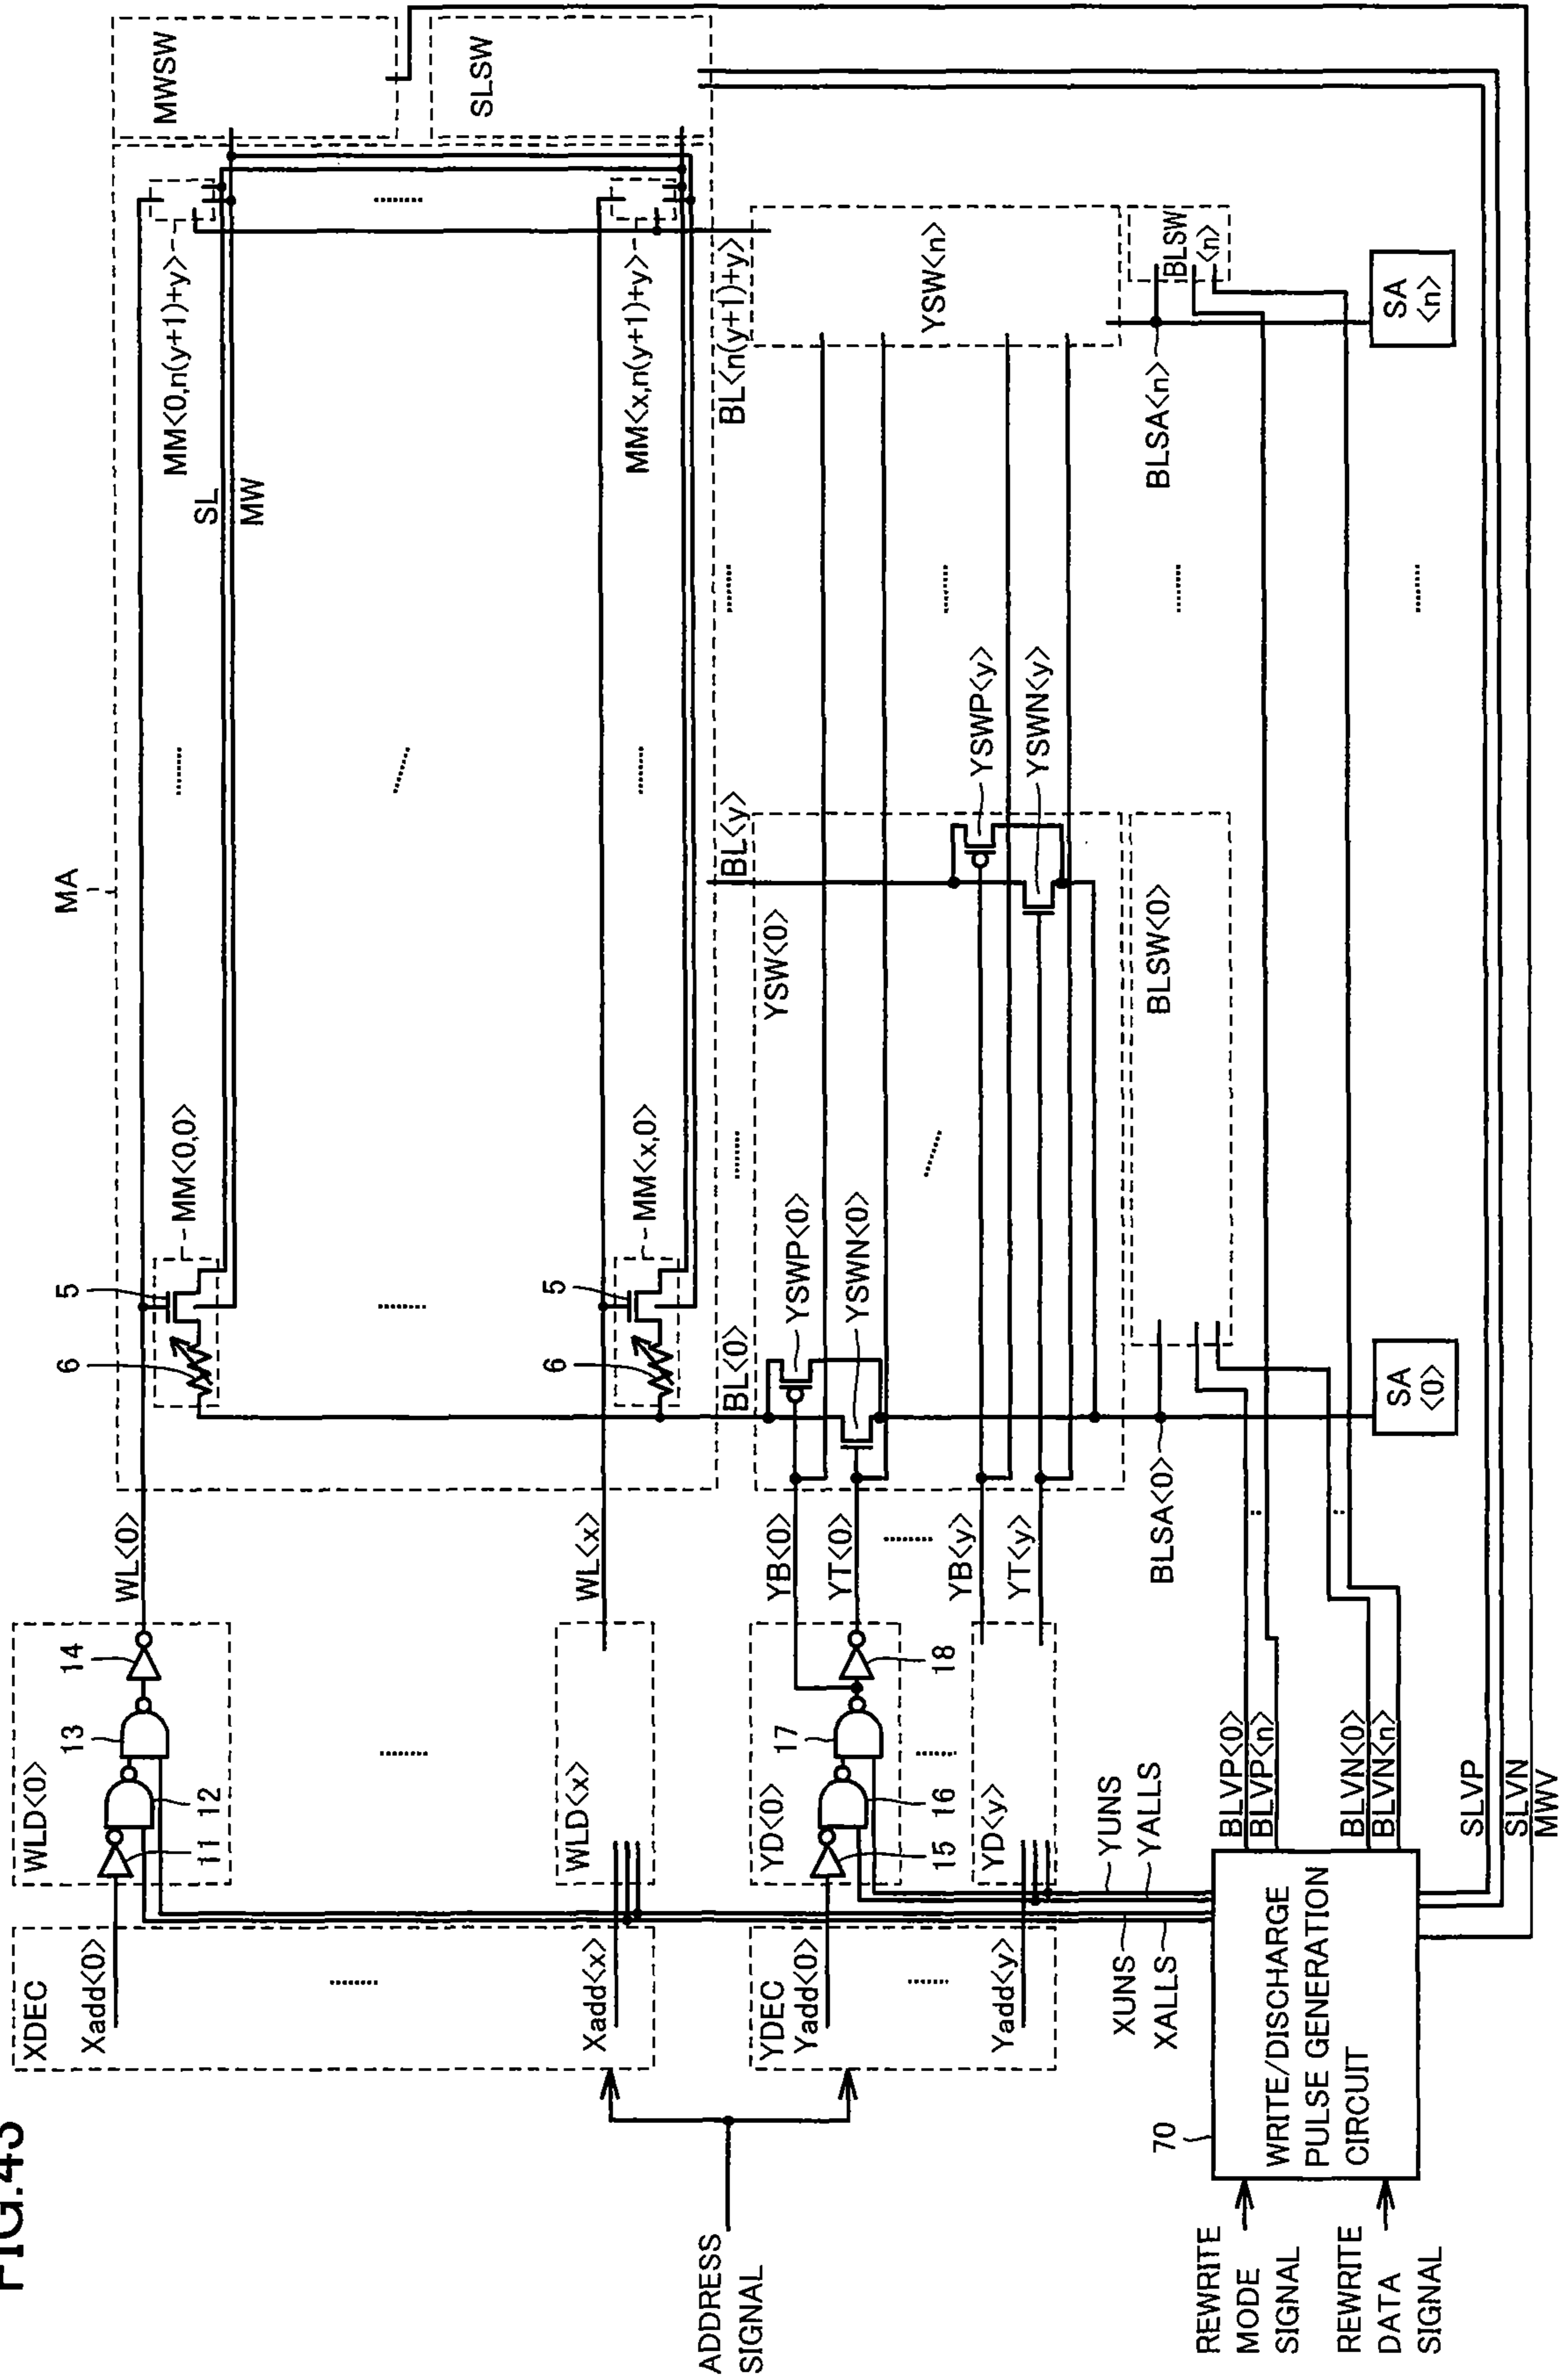 FIG.43
XDEC
Xadd<0>
Xadd<x>
WLD<0>
11
12
13
14
WLD<x>
WL<0>
WL<x>
MA
5
6
MM<0,0>
5
6
MM<x,0>
SL
MW
MM<0,n(y+1)+y>
MM<x,n(y+1)+y>
MWSW
SLSW
ADDRESS
SIGNAL
YDEC
Yadd<0>
Yadd<y>
YD<0>
15
16
17
18
YD<y>
YB<0>
YT<0>
YB<y>
YT<y>
BL<0>
YSWP<0>
YSWN<0>
YSW<0>
BL<y>
YSWP<y>
YSWN<y>
BL<n(y+1)+y>
YSW<n>
XUNS
XALLS
YUNS
YALLS
BLSA<0>
BLSW<0>
BLSA<n>
BLSW
<n>
SA
<0>
SA
<n>
REWRITE
MODE
SIGNAL
REWRITE
DATA
SIGNAL
70
WRITE/DISCHARGE
PULSE GENERATION
CIRCUIT
BLVP<0>
BLVP<n>
BLVN<0>
BLVN<n>
SLVP
SLVN
MWV